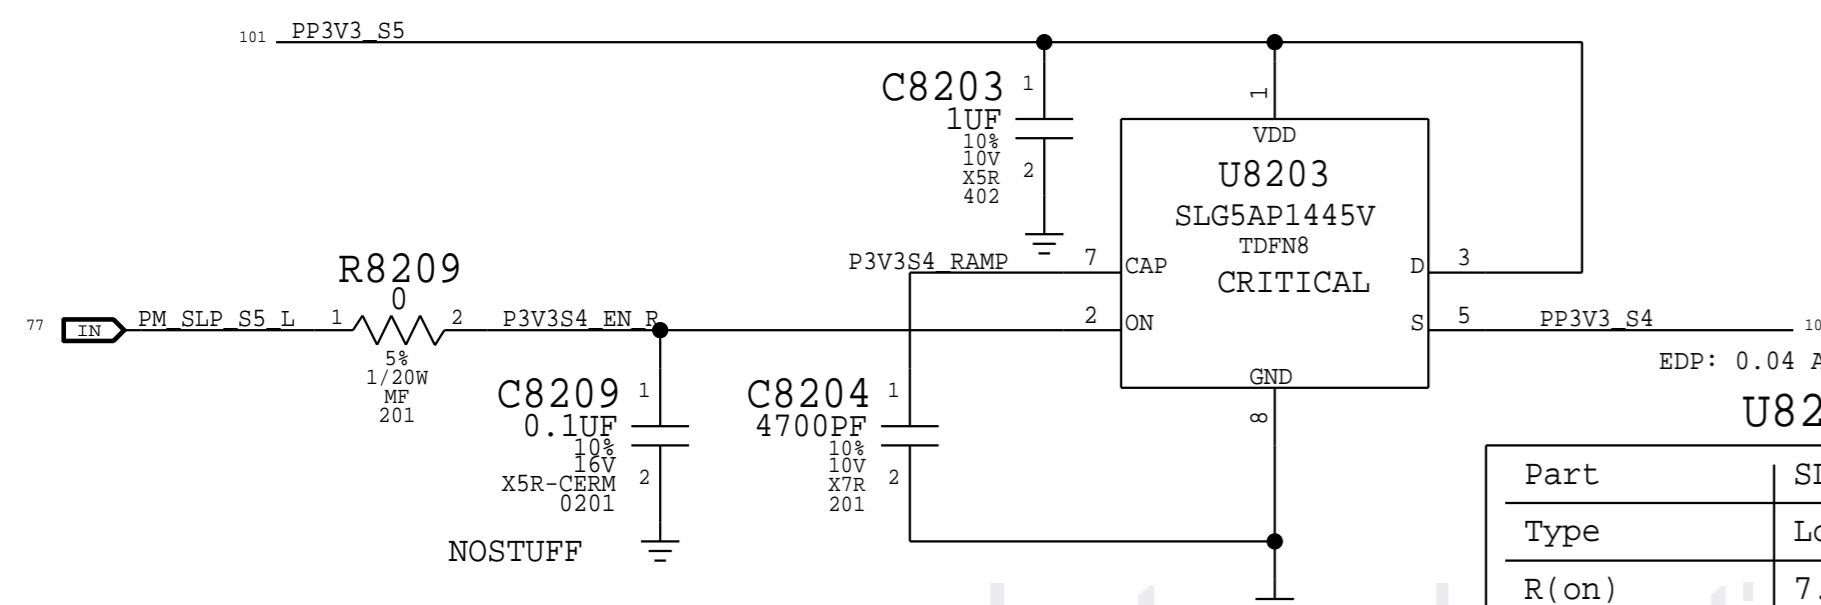 101 PP3V3_S5
C8203 1
1UF
10%
10V
X5R 2
402
1
VDD
U8203
SLG5AP1445V
TDFN8
CRITICAL
P3V3S4_RAMP 7 CAP
D 3
R8209
0
77 IN PM_SLP_S5_L 1 2 P3V3S4_EN_R 2 ON
S 5 PP3V3_S4
5%
1/20W
MF
201
EDP: 0.04 A
GND
8
C8209 1
0.1UF
10%
16V
X5R-CERM 2
0201
NOSTUFF
C8204 1
4700PF
10%
10V
X7R 2
201
U82
Part
Type
R(on) 7.